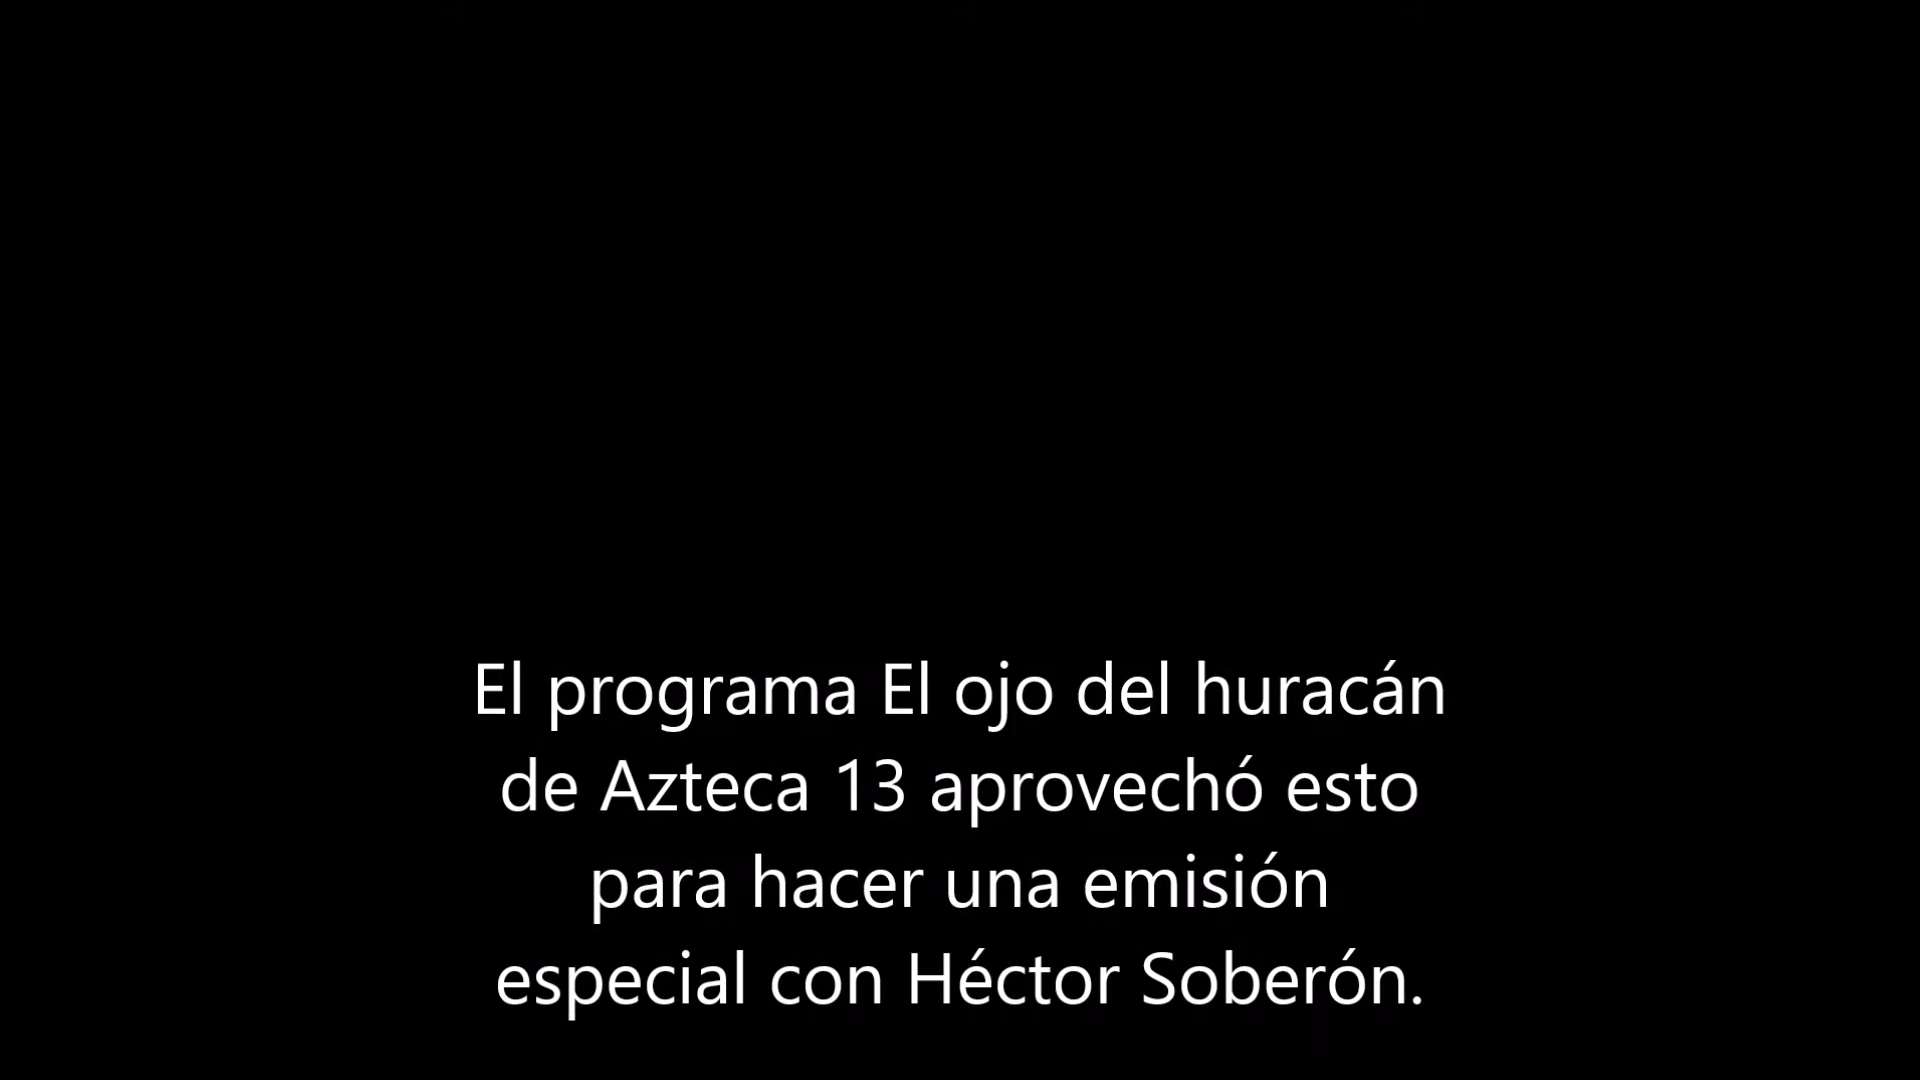 El programa El ojo del huracán
de Azteca 13 aprovechó esto
para hacer una emisión
especial con Héctor Soberón.